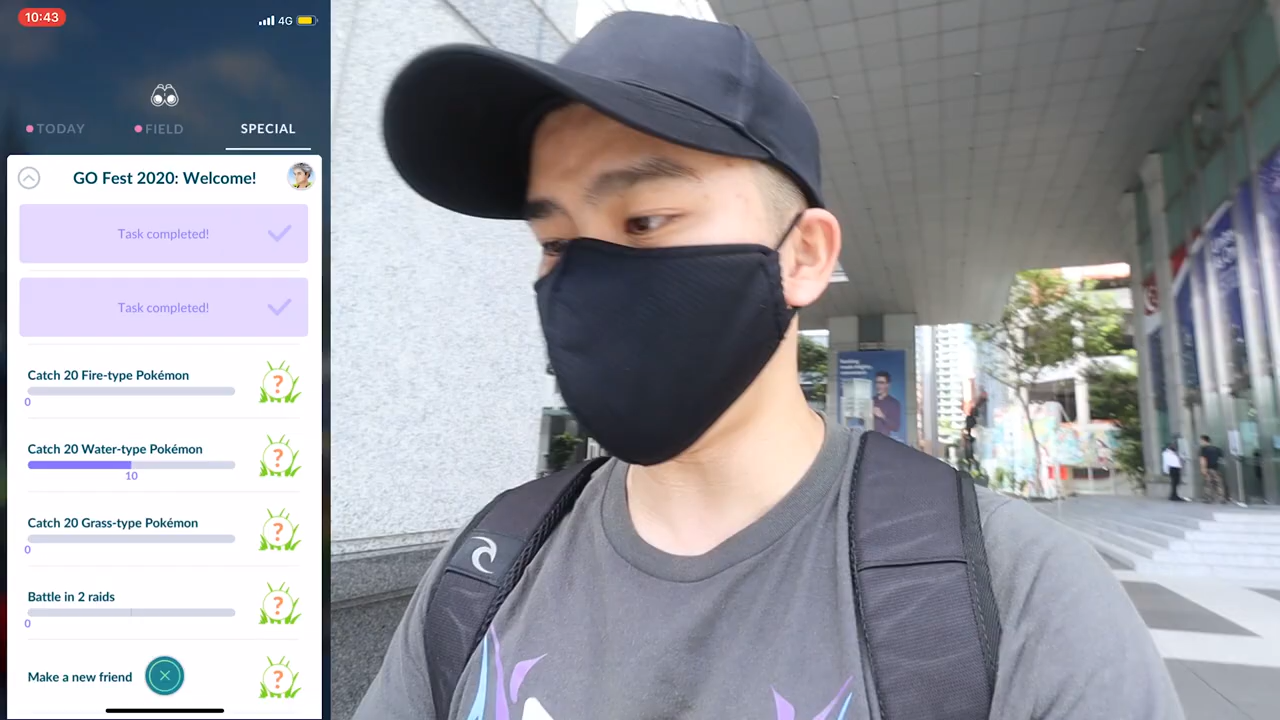 10:43
4G
TODAY
FIELD
SPECIAL
GO Fest 2020: Welcome!
Task completed!
Task completed!
Catch 20 Fire-type Pokémon
0
?
Catch 20 Water-type Pokémon
10
?
Catch 20 Grass-type Pokémon
0
?
Battle in 2 raids
0
?
Make a new friend
?